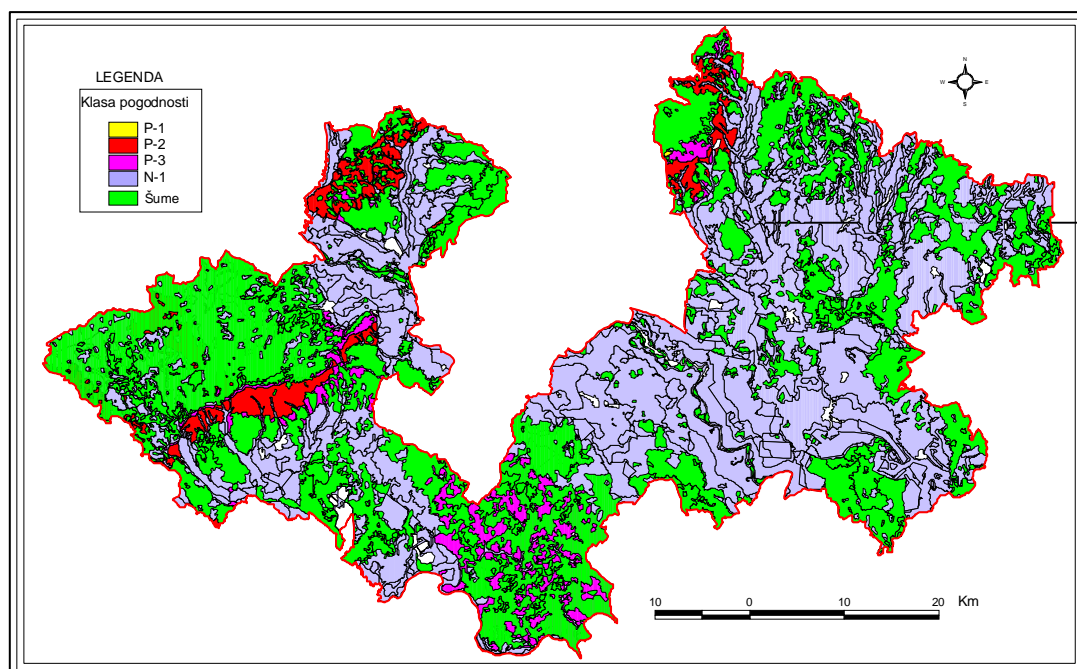 LEGENDA
Klasa pogodnosti
P-1
P-2
P-3
N-1
Šume
N
W E
S
10 0 10 20 Km